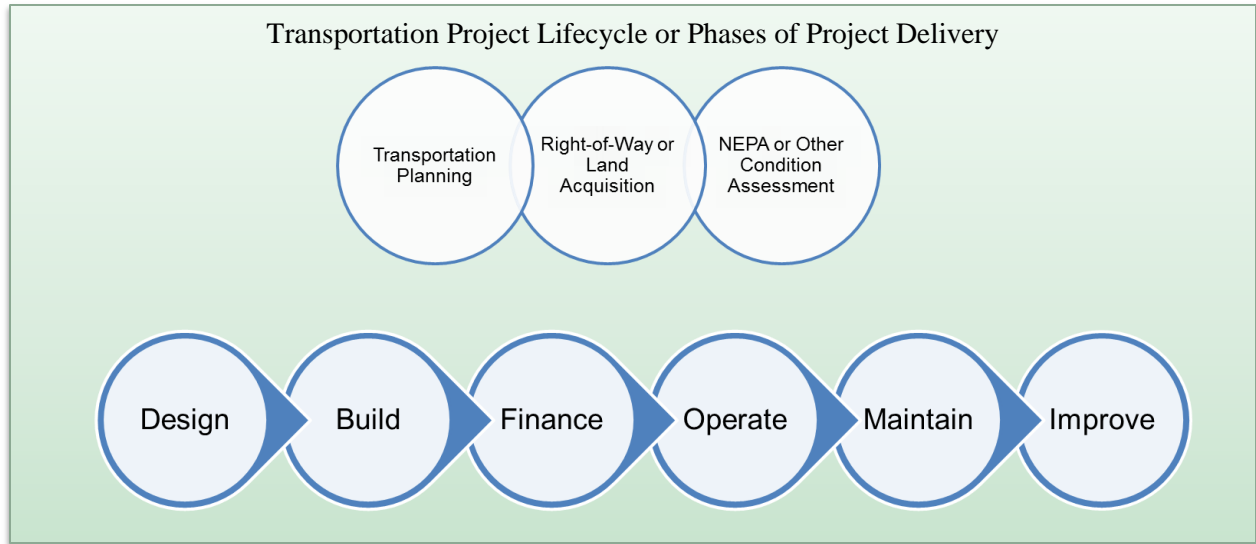 Transportation Project Lifecycle or Phases of Project Delivery
Transportation
Planning
Right-of-Way or
Land
Acquisition
NEPA or Other
Condition
Assessment
Design
Build
Finance
Operate
Maintain
Improve